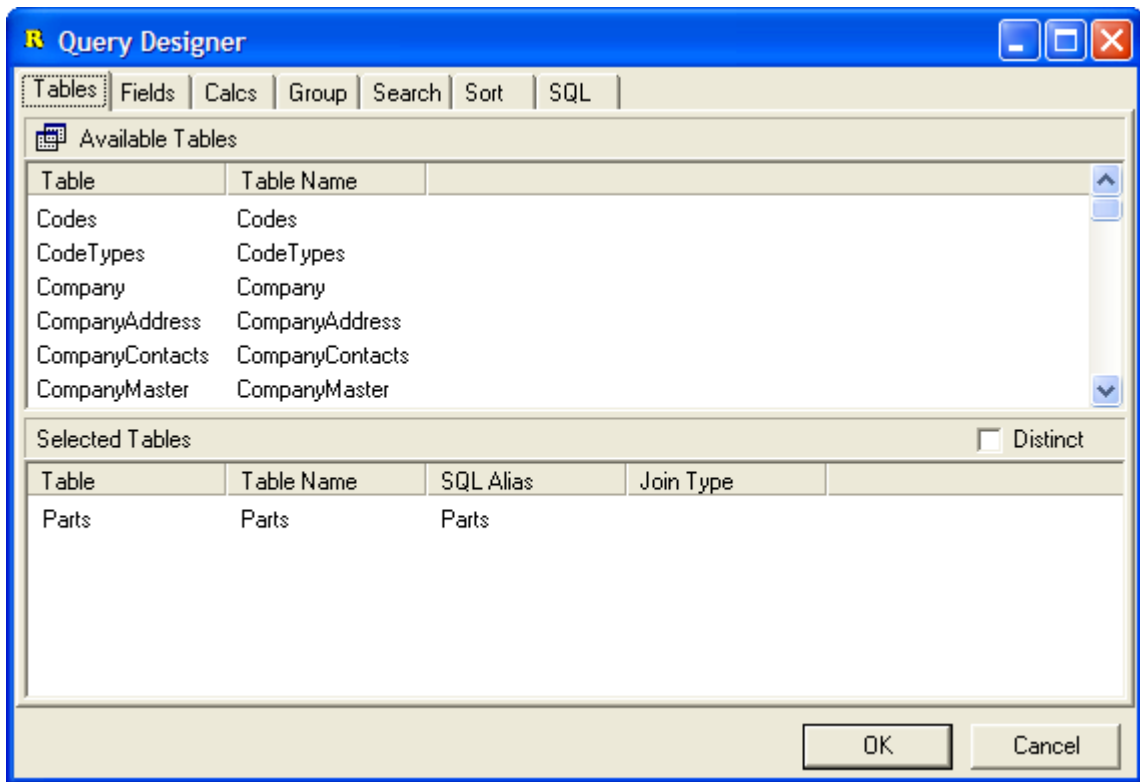 R Query Designer
Tables Fields Calcs Group Search Sort SQL
Available Tables
Table Table Name
Codes Codes
CodeTypes CodeTypes
Company Company
CompanyAddress CompanyAddress
CompanyContacts CompanyContacts
CompanyMaster CompanyMaster
Selected Tables Distinct
Table Table Name SQL Alias Join Type
Parts Parts Parts
OK Cancel